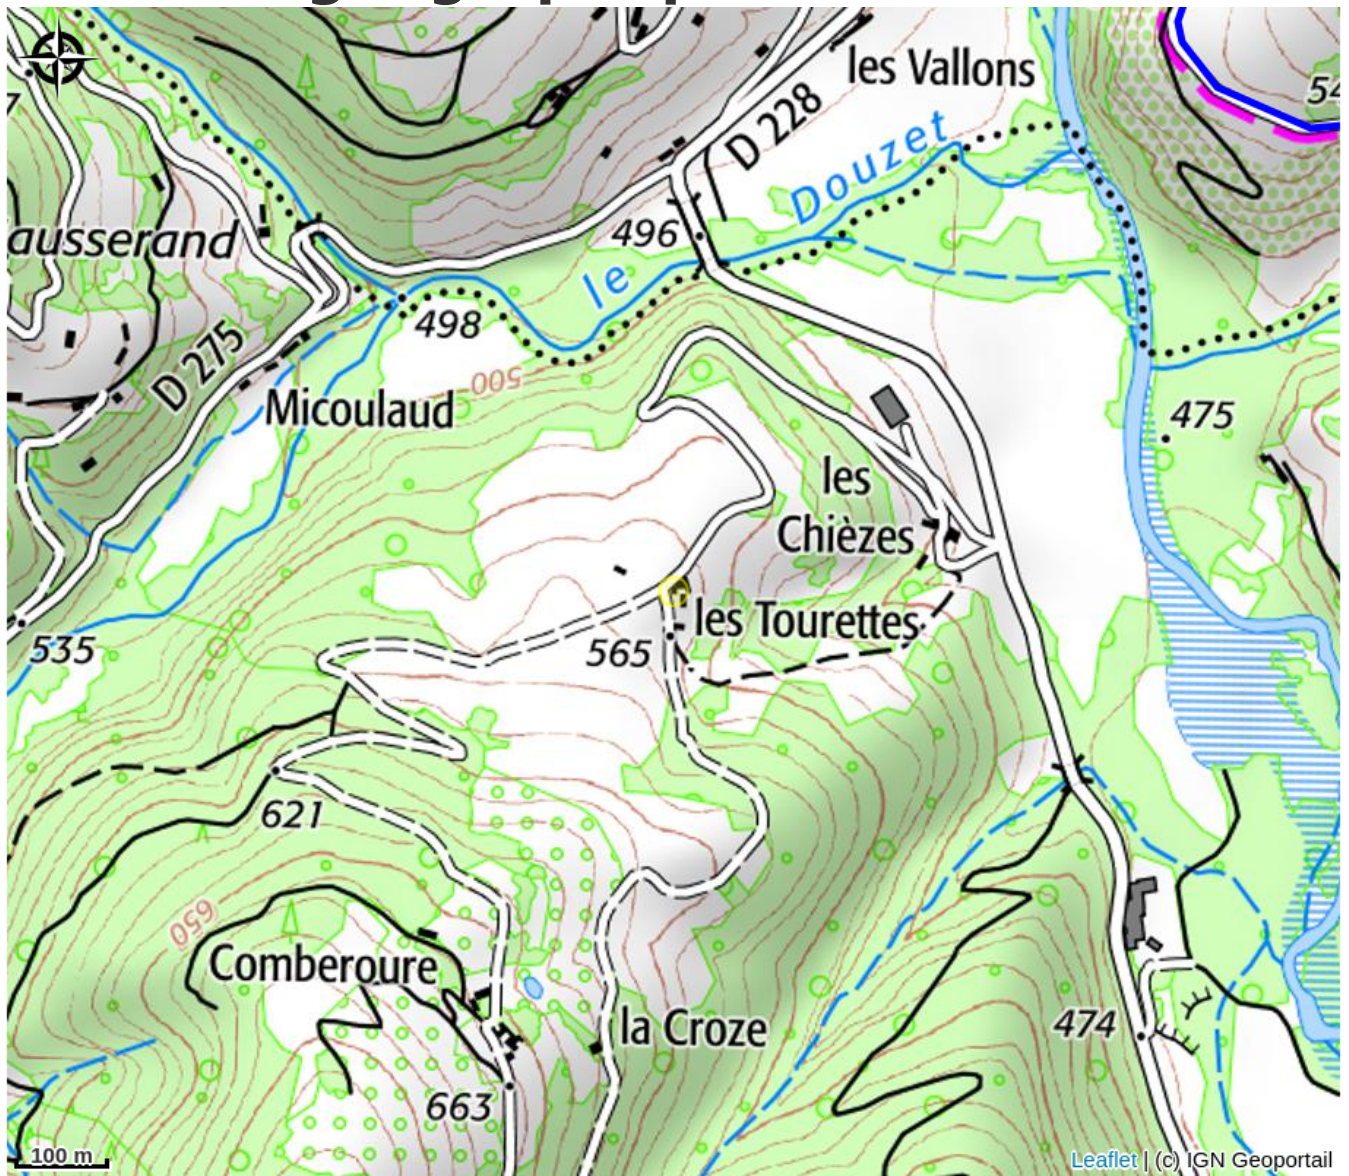 les Vallons
D 228
Douzet
54
7
ausserand
496
le
498
D 275
500
Micoulaud
475
les
Chièzes
les Tourettes
535
565
621
650
Comberoure
la Croze
474
663
100 m
Leaflet | (c) IGN Geoportail